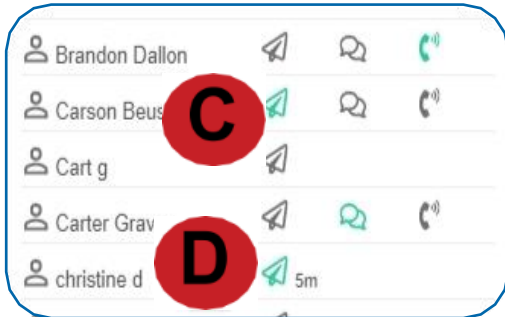 Brandon Dallon
Carson Beus
C
Cart g
Carter Grav
D
christine d
5m